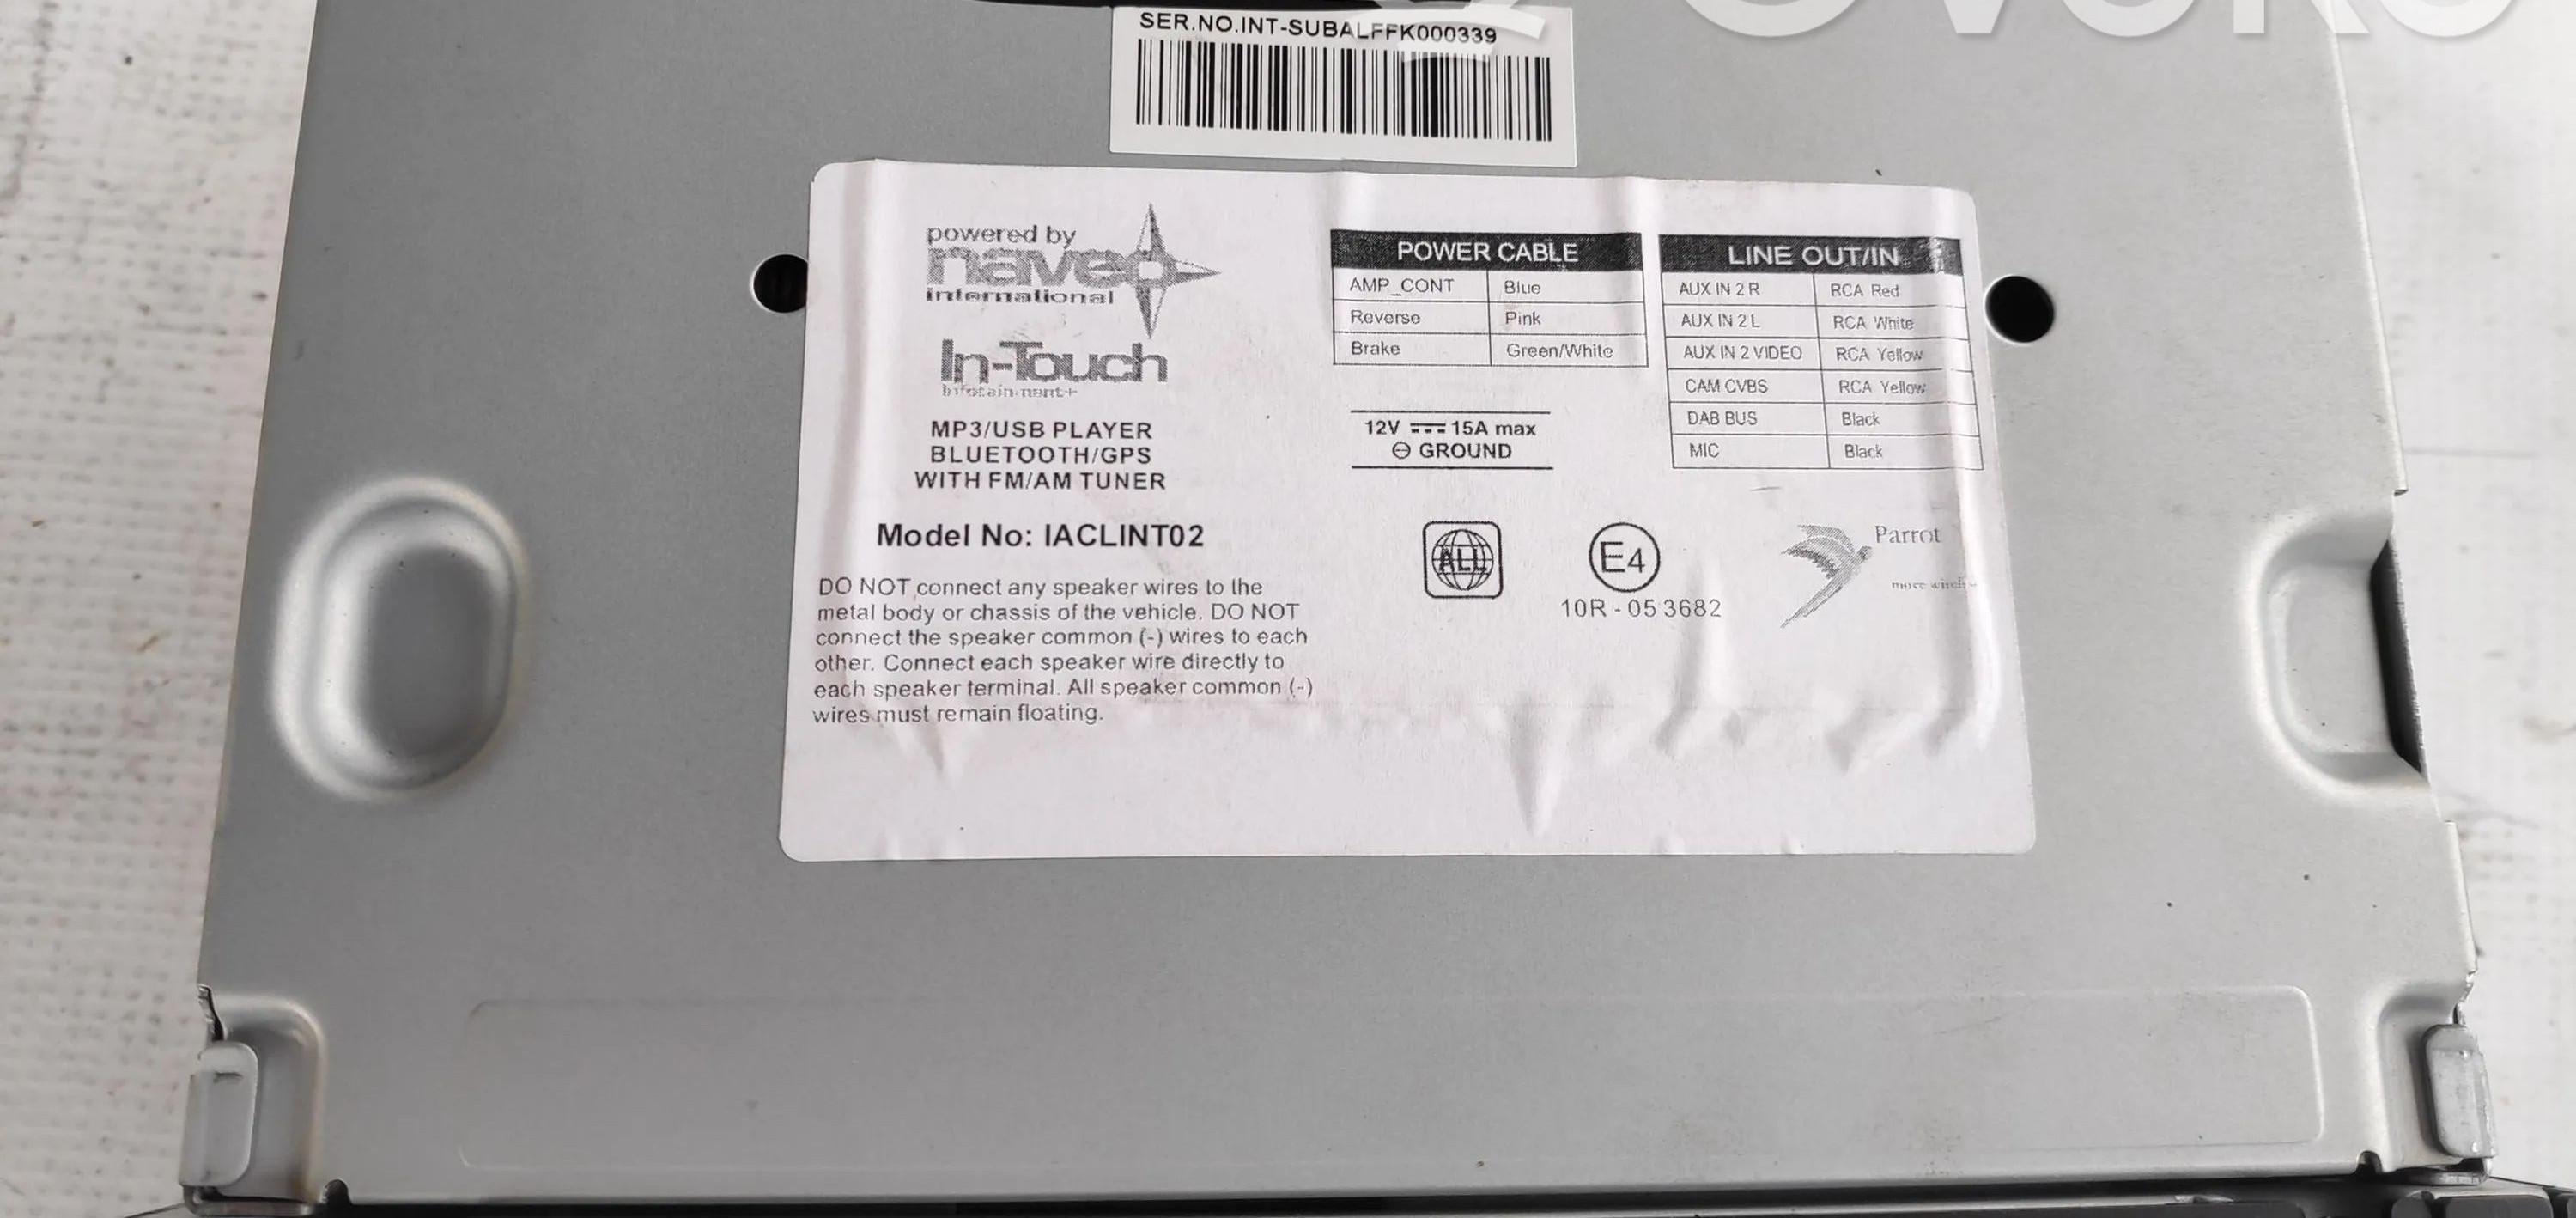 SER.NO.INT-SUBALFFK000339
powered by
naveo
international
In-Touch
Infotainment+
MP3/USB PLAYER
BLUETOOTH/GPS
WITH FM/AM TUNER
Model No: IACLINT02
DO NOT connect any speaker wires to the
metal body or chassis of the vehicle. DO NOT
connect the speaker common (-) wires to each
other. Connect each speaker wire directly to
each speaker terminal. All speaker common (-)
wires must remain floating.
POWER CABLE
AMP_CONT Blue
Reverse Pink
Brake Green/White
12V 15A max
GROUND
LINE OUT/IN
AUX IN 2 R RCA Red
AUX IN 2 L RCA White
AUX IN 2 VIDEO RCA Yellow
CAM CVBS RCA Yellow
DAB BUS Black
MIC Black
ALL
E4
10R - 05 3682
Parrot